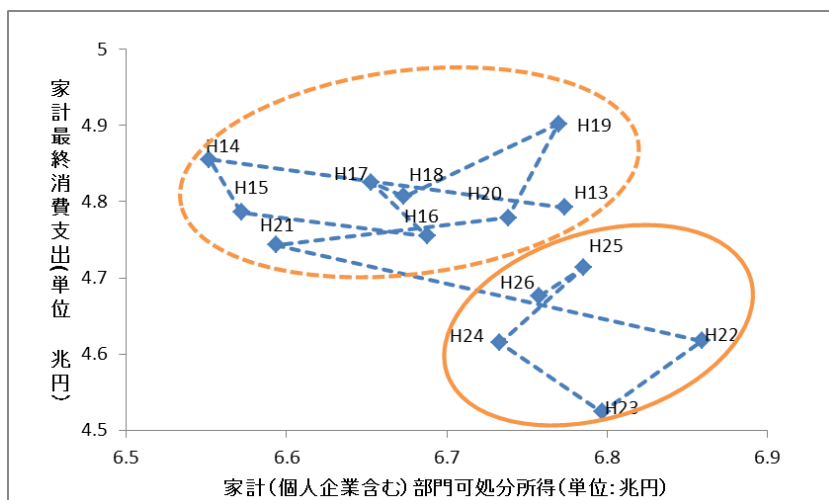 家計最終消費支出(単位 兆円)
5
4.9
4.8
4.7
4.6
4.5
H14
H19
H17
H18
H15
H20
H13
H21
H16
H25
H26
H24
H22
H23
6.5 6.6 6.7 6.8 6.9
家計(個人企業含む)部門可処分所得(単位:兆円)